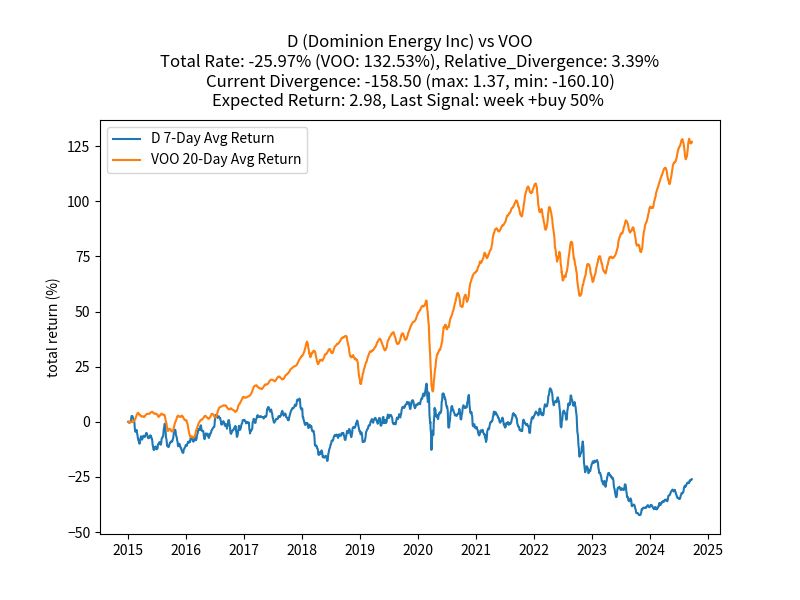 D (Dominion Energy Inc) vs VOO
Total Rate: -25.97% (VOO: 132.53%), Relative_Divergence: 3.39%
Current Divergence: -158.50 (max: 1.37, min: -160.10)
Expected Return: 2.98, Last Signal: week +buy 50%
D 7-Day Avg Return
VOO 20-Day Avg Return
total return (%)
125
100
75
50
25
0
−25
−50
2015 2016 2017 2018 2019 2020 2021 2022 2023 2024 2025